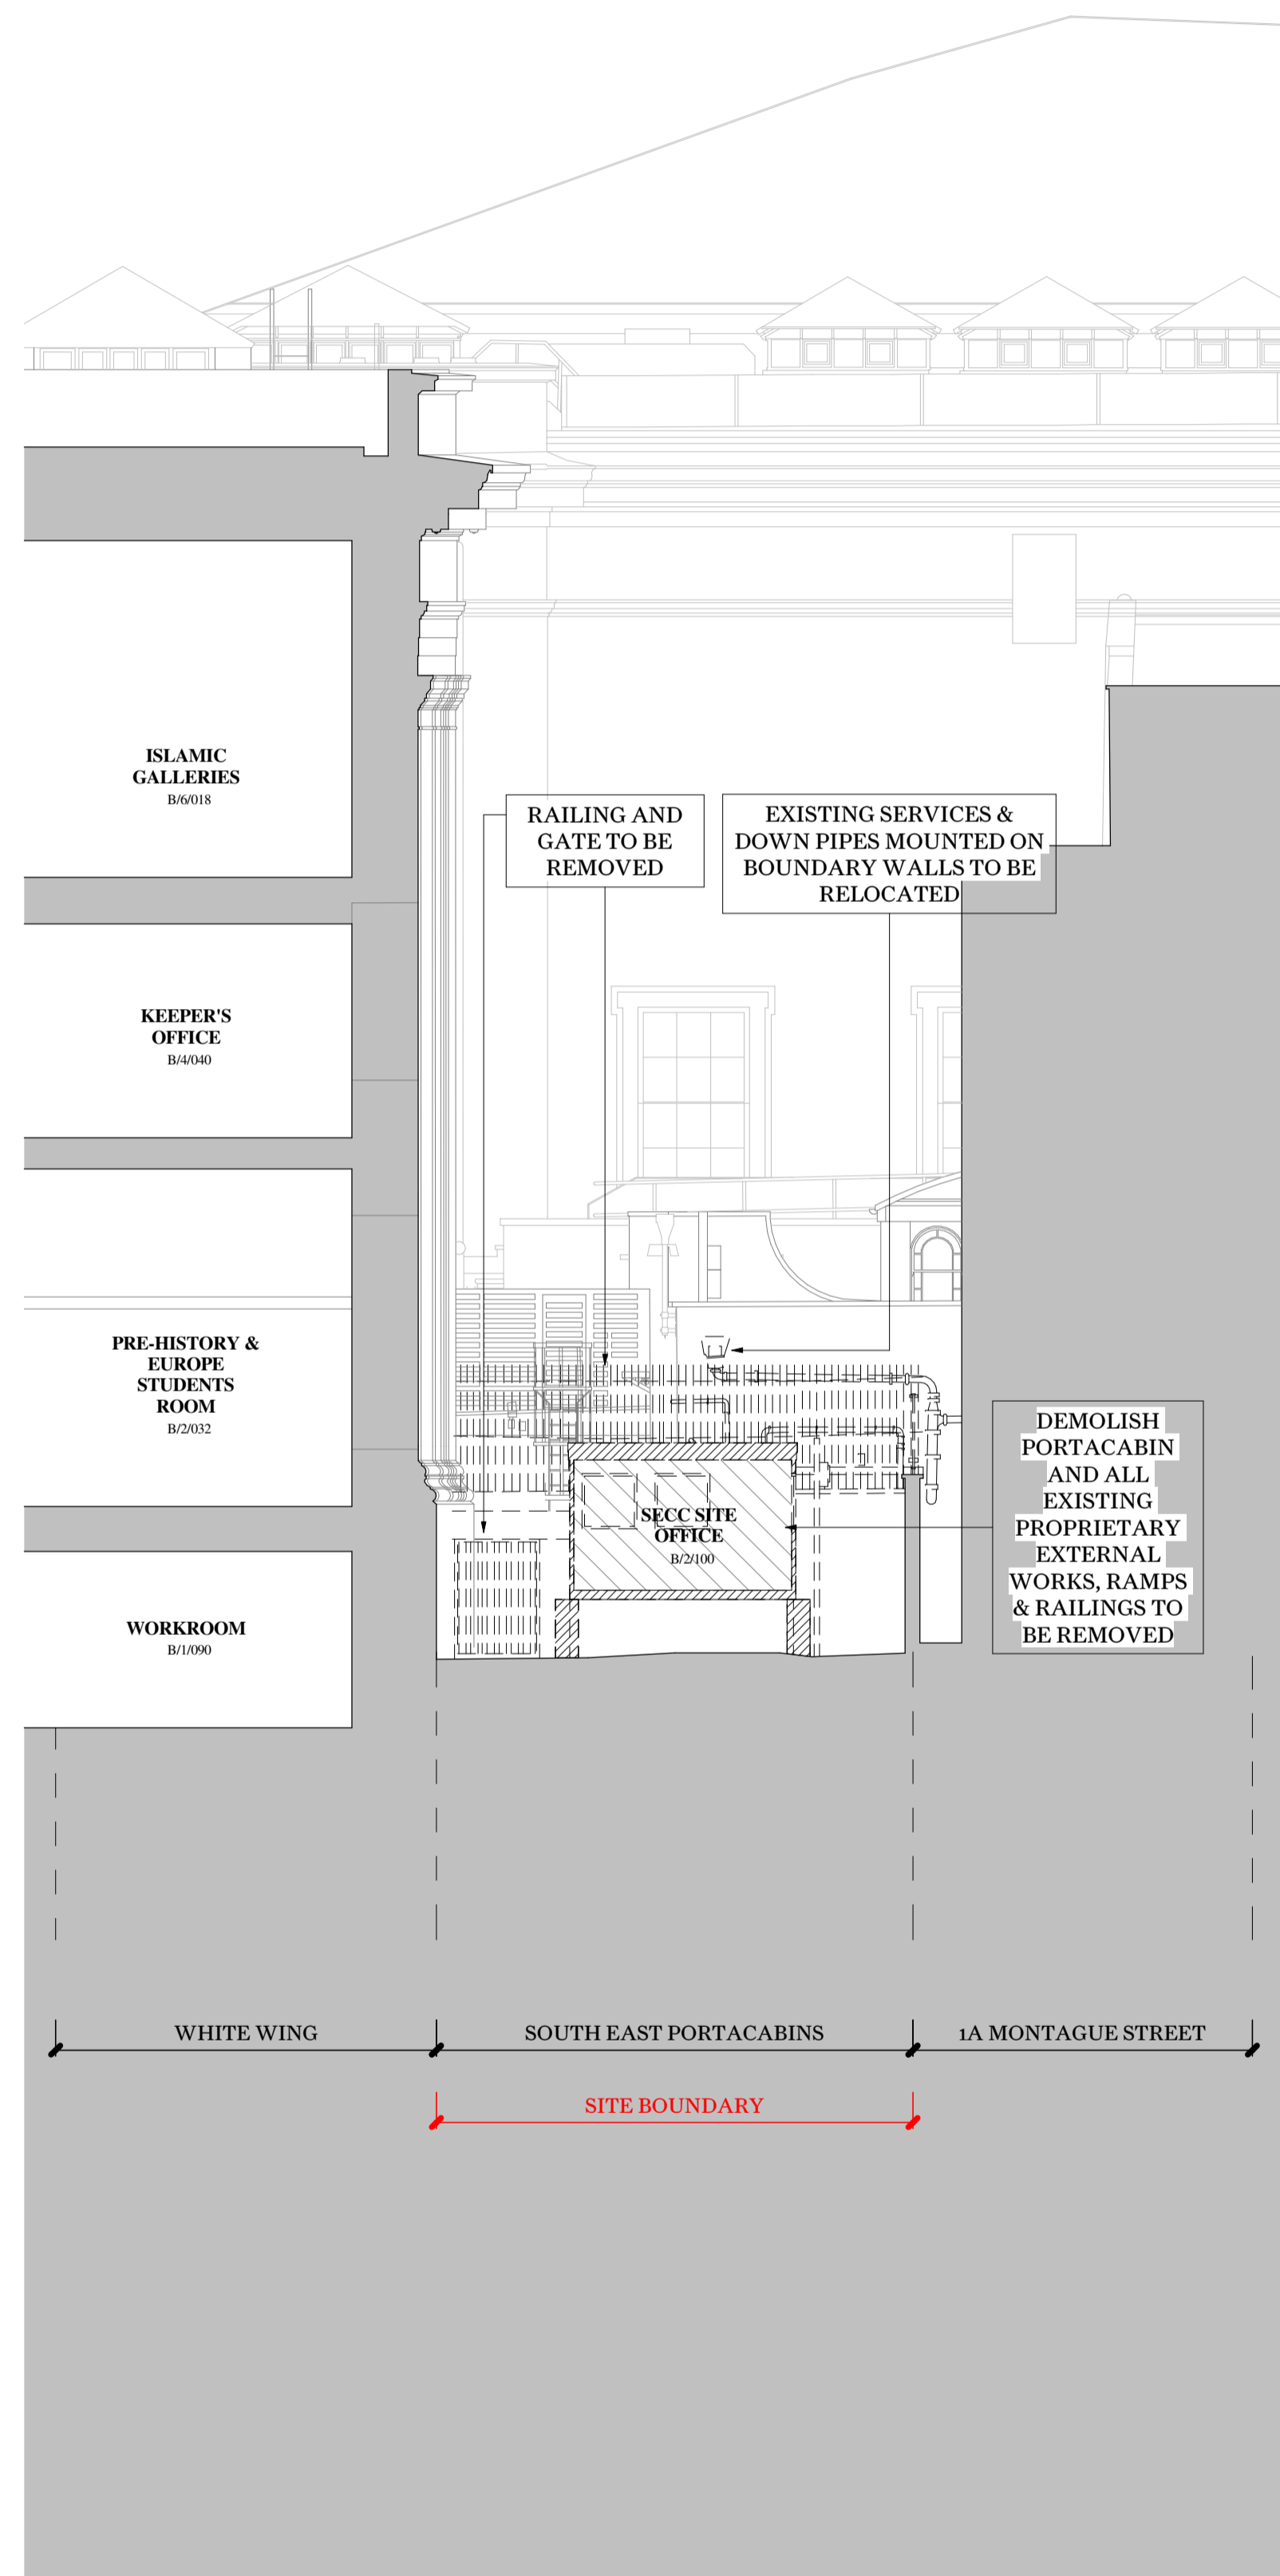 ISLAMIC
GALLERIES
B/6/018
RAILING AND
GATE TO BE
REMOVED
EXISTING SERVICES &
DOWN PIPES MOUNTED ON
BOUNDARY WALLS TO BE
RELOCATED
KEEPER'S
OFFICE
B/4/040
PRE-HISTORY &
EUROPE
STUDENTS
ROOM
B/2/032
SECC SITE
OFFICE
B/2/100
DEMOLISH
PORTACABIN
AND ALL
EXISTING
PROPRIETARY
EXTERNAL
WORKS, RAMPS
& RAILINGS TO
BE REMOVED
WORKROOM
B/1/090
WHITE WING
SOUTH EAST PORTACABINS
1A MONTAGUE STREET
SITE BOUNDARY